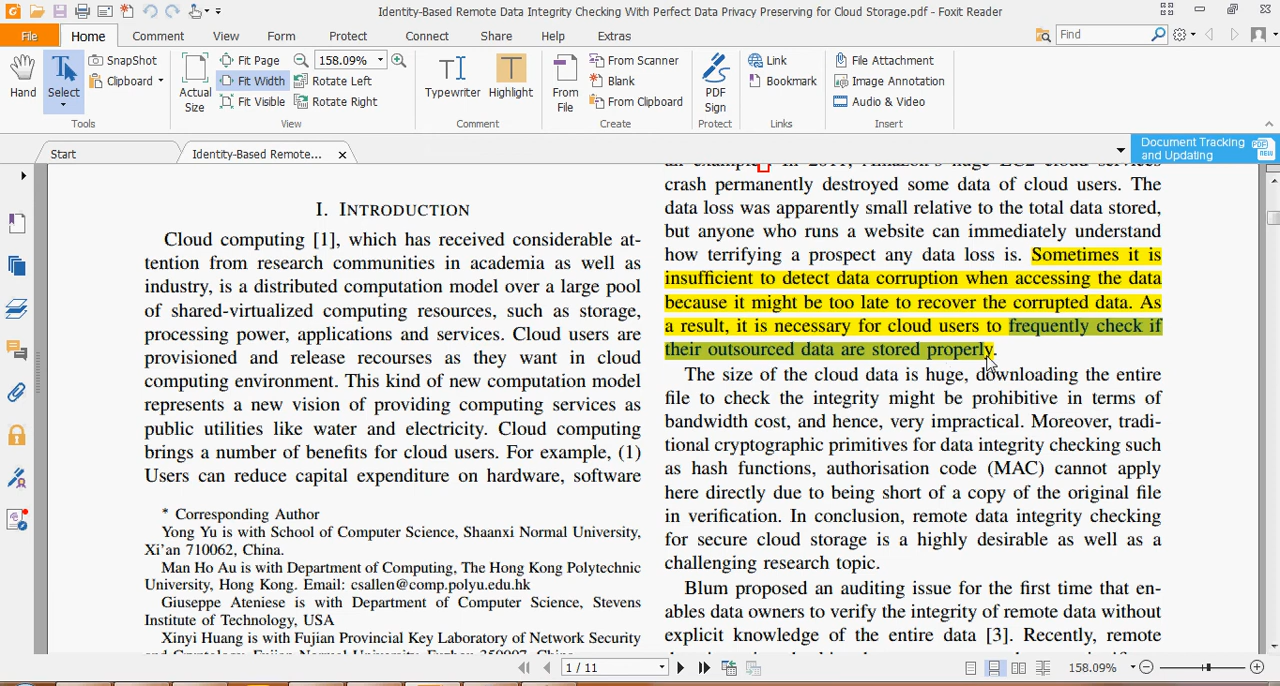 Identity-Based Remote Data Integrity Checking With Perfect Data Privacy Preserving for Cloud Storage.pdf - Foxit Reader
File Home Comment View Form Protect Connect Share Help Extras
Find
Hand
Select
SnapShot
Clipboard
Tools
Actual Size
Fit Page
Fit Width
Fit Visible
158.09%
Rotate Left
Rotate Right
View
Typewriter
Highlight
Comment
From File
From Scanner
Blank
From Clipboard
Create
PDF Sign
Protect
Link
Bookmark
Links
File Attachment
Image Annotation
Audio & Video
Insert
Start
Identity-Based Remote...
Document Tracking
and Updating
I. INTRODUCTION
Cloud computing [1], which has received considerable at-
tention from research communities in academia as well as
industry, is a distributed computation model over a large pool
of shared-virtualized computing resources, such as storage,
processing power, applications and services. Cloud users are
provisioned and release recourses as they want in cloud
computing environment. This kind of new computation model
represents a new vision of providing computing services as
public utilities like water and electricity. Cloud computing
brings a number of benefits for cloud users. For example, (1)
Users can reduce capital expenditure on hardware, software
* Corresponding Author
Yong Yu is with School of Computer Science, Shaanxi Normal University,
Xi'an 710062, China.
Man Ho Au is with Department of Computing, The Hong Kong Polytechnic
University, Hong Kong. Email: csallen@comp.polyu.edu.hk
Giuseppe Ateniese is with Department of Computer Science, Stevens
Institute of Technology, USA
Xinyi Huang is with Fujian Provincial Key Laboratory of Network Security
crash permanently destroyed some data of cloud users. The
data loss was apparently small relative to the total data stored,
but anyone who runs a website can immediately understand
how terrifying a prospect any data loss is. Sometimes it is
insufficient to detect data corruption when accessing the data
because it might be too late to recover the corrupted data. As
a result, it is necessary for cloud users to frequently check if
their outsourced data are stored properly.
The size of the cloud data is huge, downloading the entire
file to check the integrity might be prohibitive in terms of
bandwidth cost, and hence, very impractical. Moreover, tradi-
tional cryptographic primitives for data integrity checking such
as hash functions, authorisation code (MAC) cannot apply
here directly due to being short of a copy of the original file
in verification. In conclusion, remote data integrity checking
for secure cloud storage is a highly desirable as well as a
challenging research topic.
Blum proposed an auditing issue for the first time that en-
ables data owners to verify the integrity of remote data without
explicit knowledge of the entire data [3]. Recently, remote
1 / 11
158.09%